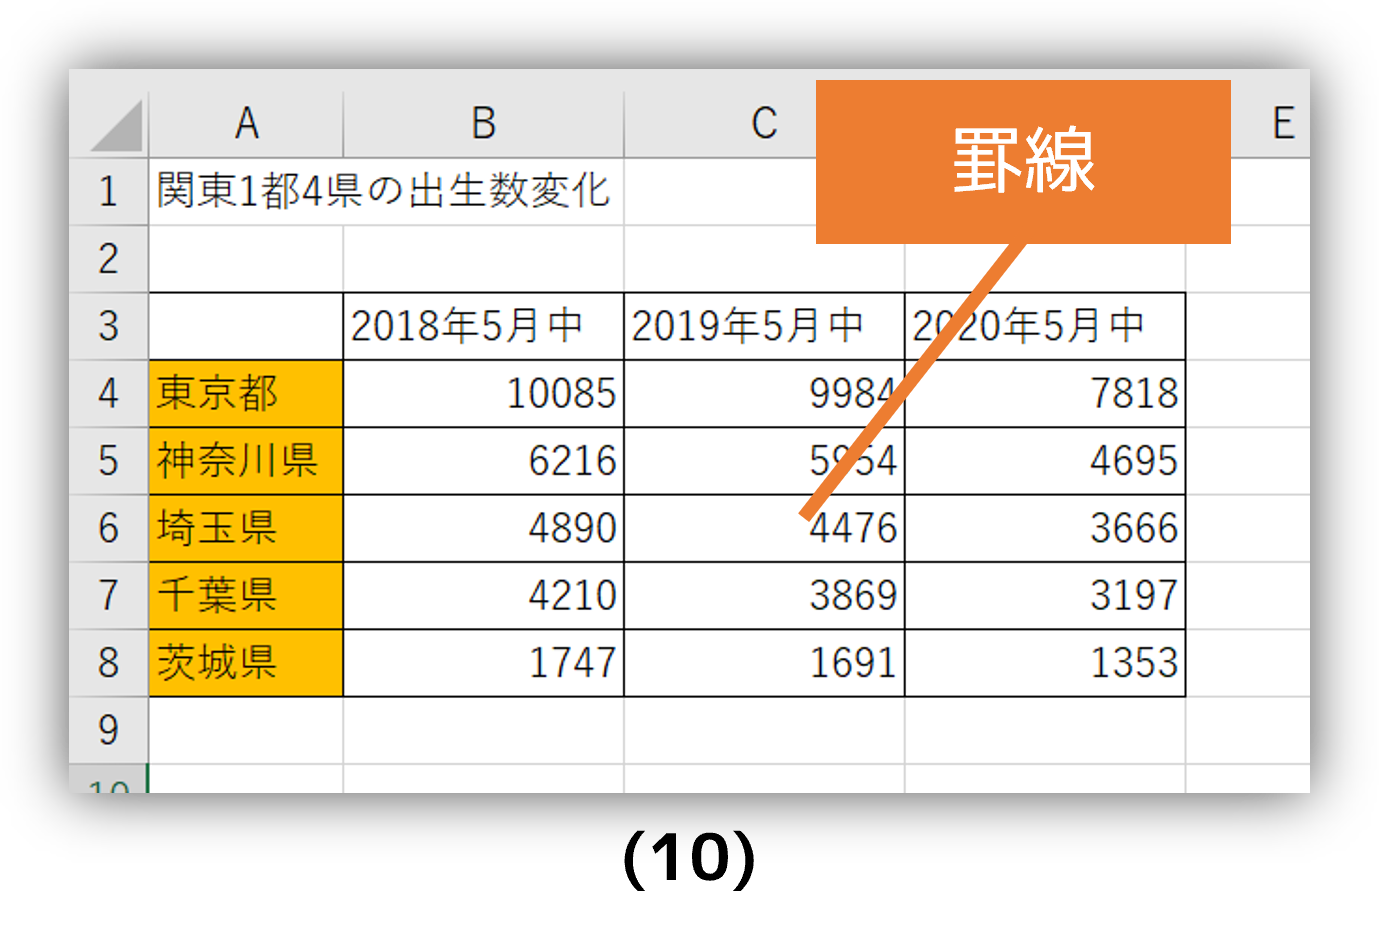 A B C E
罫線
1 関東1都4県の出生数変化
2
3 2018年5月中 2019年5月中 2020年5月中
4 東京都 10085 9984 7818
5 神奈川県 6216 5954 4695
6 埼玉県 4890 4476 3666
7 千葉県 4210 3869 3197
8 茨城県 1747 1691 1353
9
10
(10)